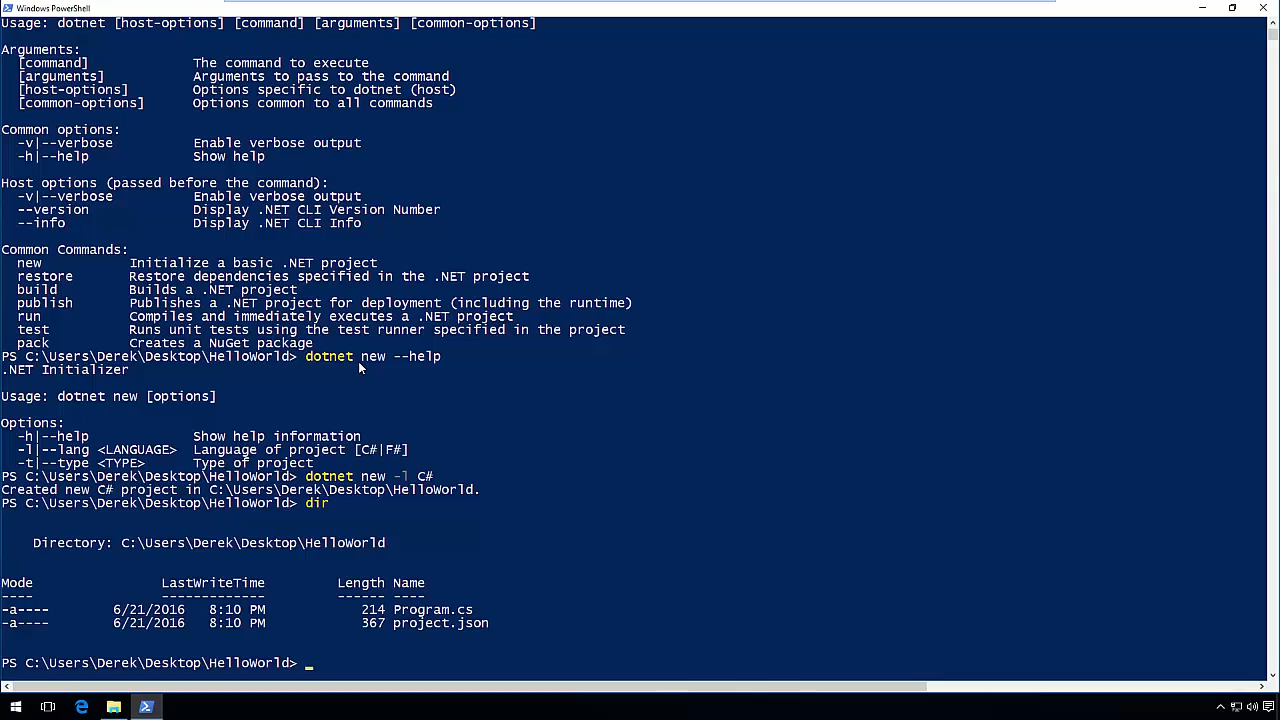 Windows PowerShell
Usage: dotnet [host-options] [command] [arguments] [common-options]
Arguments:
[command] The command to execute
[arguments] Arguments to pass to the command
[host-options] Options specific to dotnet (host)
[common-options] Options common to all commands
Common options:
-v|--verbose Enable verbose output
-h|--help Show help
Host options (passed before the command):
-v|--verbose Enable verbose output
--version Display .NET CLI Version Number
--info Display .NET CLI Info
Common Commands:
new Initialize a basic .NET project
restore Restore dependencies specified in the .NET project
build Builds a .NET project
publish Publishes a .NET project for deployment (including the runtime)
run Compiles and immediately executes a .NET project
test Runs unit tests using the test runner specified in the project
pack Creates a NuGet package
PS C:\Users\Derek\Desktop\HelloWorld> dotnet new --help
.NET Initializer
Usage: dotnet new [options]
Options:
-h|--help Show help information
-l|--lang <LANGUAGE> Language of project [C#|F#]
-t|--type <TYPE> Type of project
PS C:\Users\Derek\Desktop\HelloWorld> dotnet new -l C#
Created new C# project in C:\Users\Derek\Desktop\HelloWorld.
PS C:\Users\Derek\Desktop\HelloWorld> dir
Directory: C:\Users\Derek\Desktop\HelloWorld
Mode LastWriteTime Length Name
---- ------------- ------ ----
-a---- 6/21/2016 8:10 PM 214 Program.cs
-a---- 6/21/2016 8:10 PM 367 project.json
PS C:\Users\Derek\Desktop\HelloWorld> _